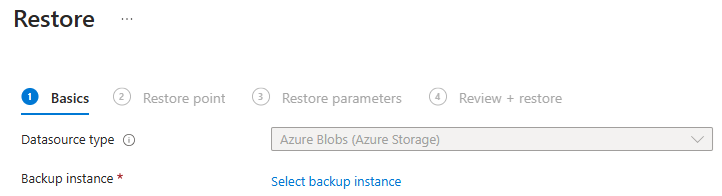 Restore ...
1 Basics 2 Restore point 3 Restore parameters 4 Review + restore
Datasource type Azure Blobs (Azure Storage)
Backup instance * Select backup instance